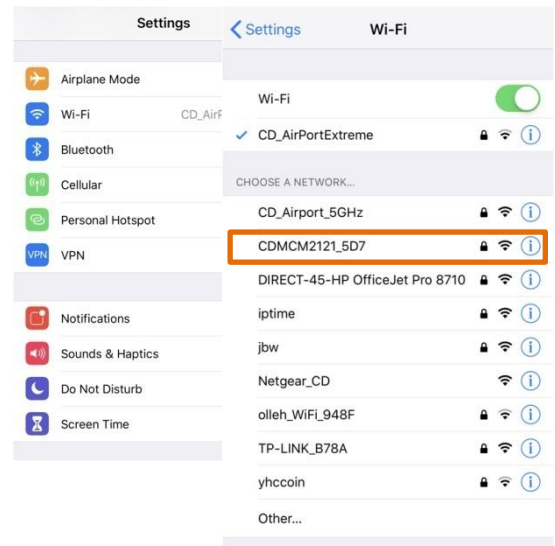 Settings
Airplane Mode
Wi-Fi CD_AirP
Bluetooth
Cellular
Personal Hotspot
VPN VPN
Notifications
Sounds & Haptics
Do Not Disturb
Screen Time
Settings Wi-Fi
Wi-Fi
CD_AirPortExtreme
CHOOSE A NETWORK...
CD_Airport_5GHz
CDMCM2121_5D7
DIRECT-45-HP OfficeJet Pro 8710
iptime
jbw
Netgear_CD
olleh_WiFi_948F
TP-LINK_B78A
yhccoin
Other...